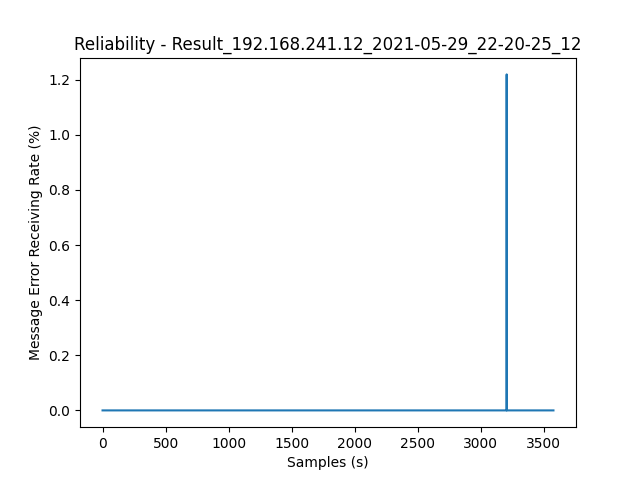 Reliability - Result_192.168.241.12_2021-05-29_22-20-25_12
Message Error Receiving Rate (%)
1.2
1.0
0.8
0.6
0.4
0.2
0.0
0 500 1000 1500 2000 2500 3000 3500
Samples (s)